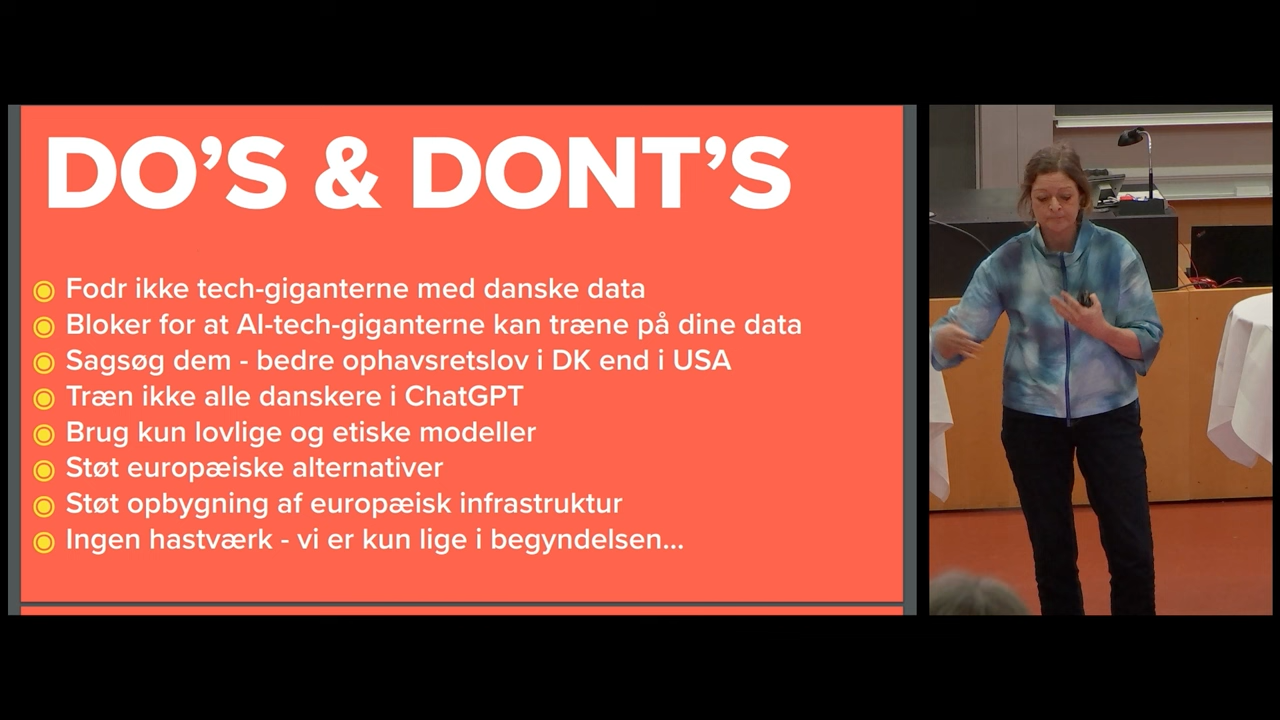 DO’S & DONT’S
Fodr ikke tech-giganterne med danske data
Bloker for at AI-tech-giganterne kan træne på dine data
Sagsøg dem - bedre ophavsretslov i DK end i USA
Træn ikke alle danskere i ChatGPT
Brug kun lovlige og etiske modeller
Støt europæiske alternativer
Støt opbygning af europæisk infrastruktur
Ingen hastværk - vi er kun lige i begyndelsen...